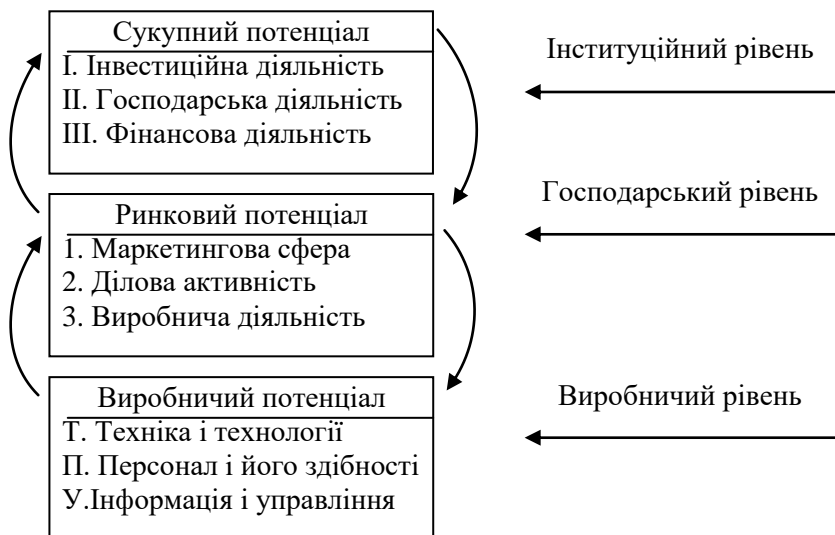 Сукупний потенціал
І. Інвестиційна діяльність
ІІ. Господарська діяльність
ІІІ. Фінансова діяльність
Інституційний рівень
Ринковий потенціал
1. Маркетингова сфера
2. Ділова активність
3. Виробнича діяльність
Господарський рівень
Виробничий потенціал
Т. Техніка і технології
П. Персонал і його здібності
У.Інформація і управління
Виробничий рівень